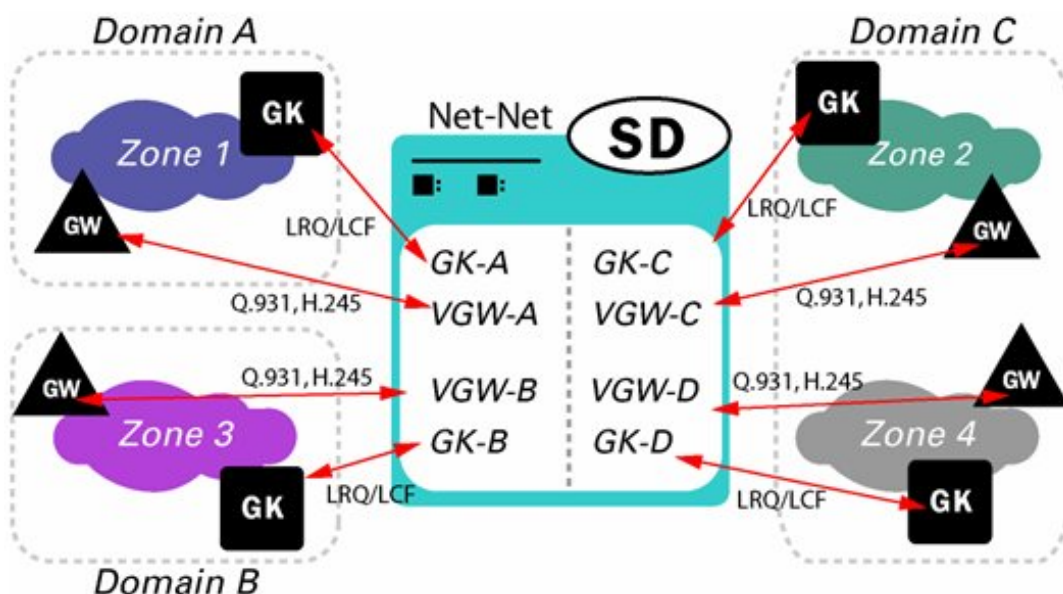 Domain A
Domain C
GK
Net-Net
SD
GK
Zone 1
Zone 2
GW
LRQ/LCF
LRQ/LCF
GW
GK-A
GK-C
Q.931, H.245
VGW-A
VGW-C
Q.931, H.245
GW
Q.931, H.245
VGW-B
VGW-D
Q.931, H.245
GW
Zone 3
GK-B
GK-D
Zone 4
GK
LRQ/LCF
LRQ/LCF
GK
Domain B